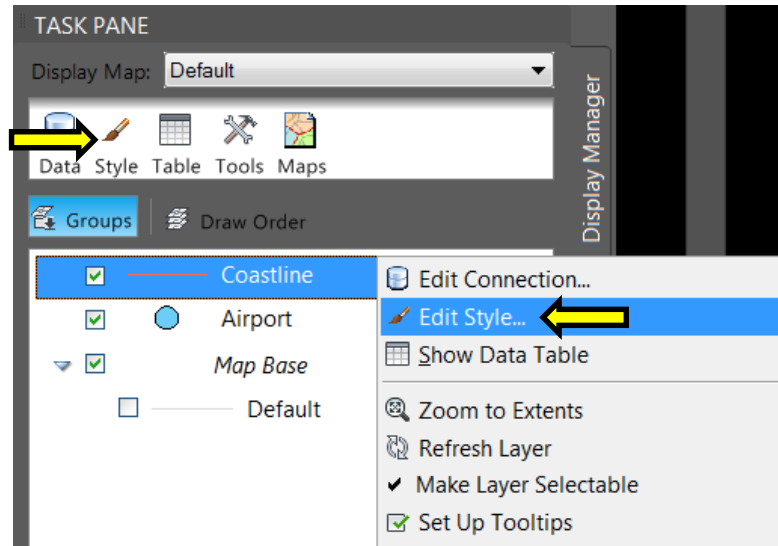 TASK PANE
Display Map: Default
Data Style Table Tools Maps
Groups Draw Order
Display Manager
Coastline
Airport
Map Base
Default
Edit Connection...
Edit Style...
Show Data Table
Zoom to Extents
Refresh Layer
Make Layer Selectable
Set Up Tooltips